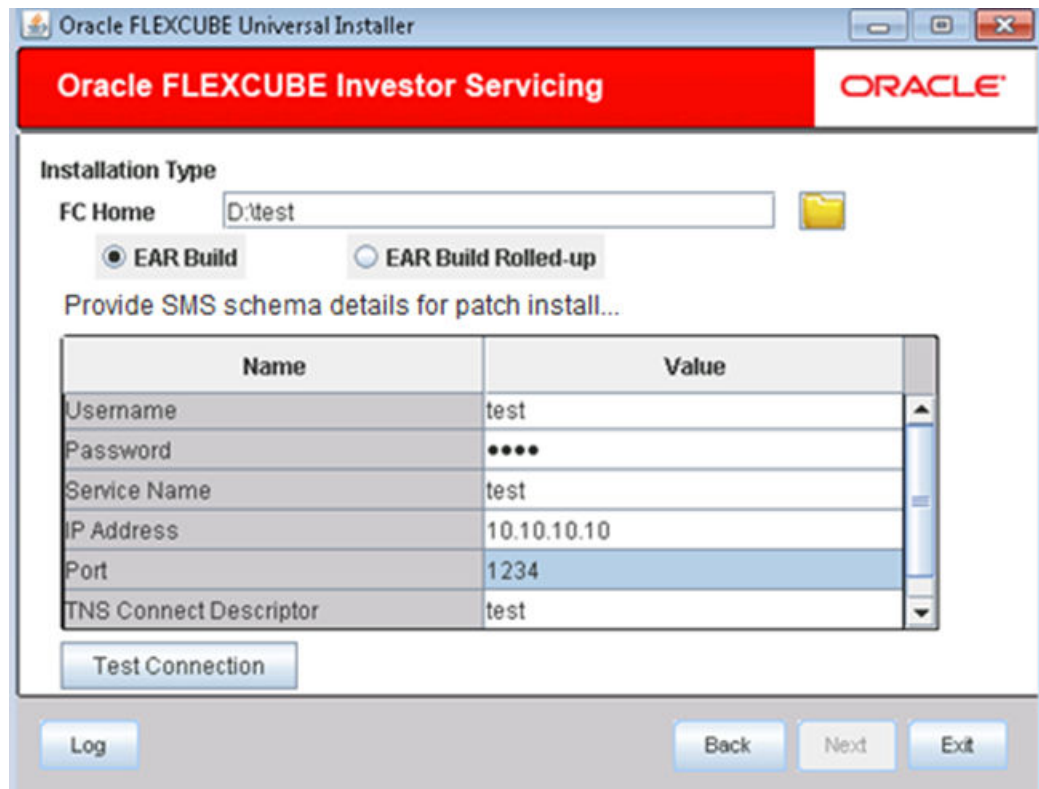 Oracle FLEXCUBE Universal Installer
Oracle FLEXCUBE Investor Servicing
ORACLE
Installation Type
FC Home D:\test
EAR Build EAR Build Rolled-up
Provide SMS schema details for patch install...
Name Value
Username test
Password ••••
Service Name test
IP Address 10.10.10.10
Port 1234
TNS Connect Descriptor test
Test Connection
Log Back Next Exit